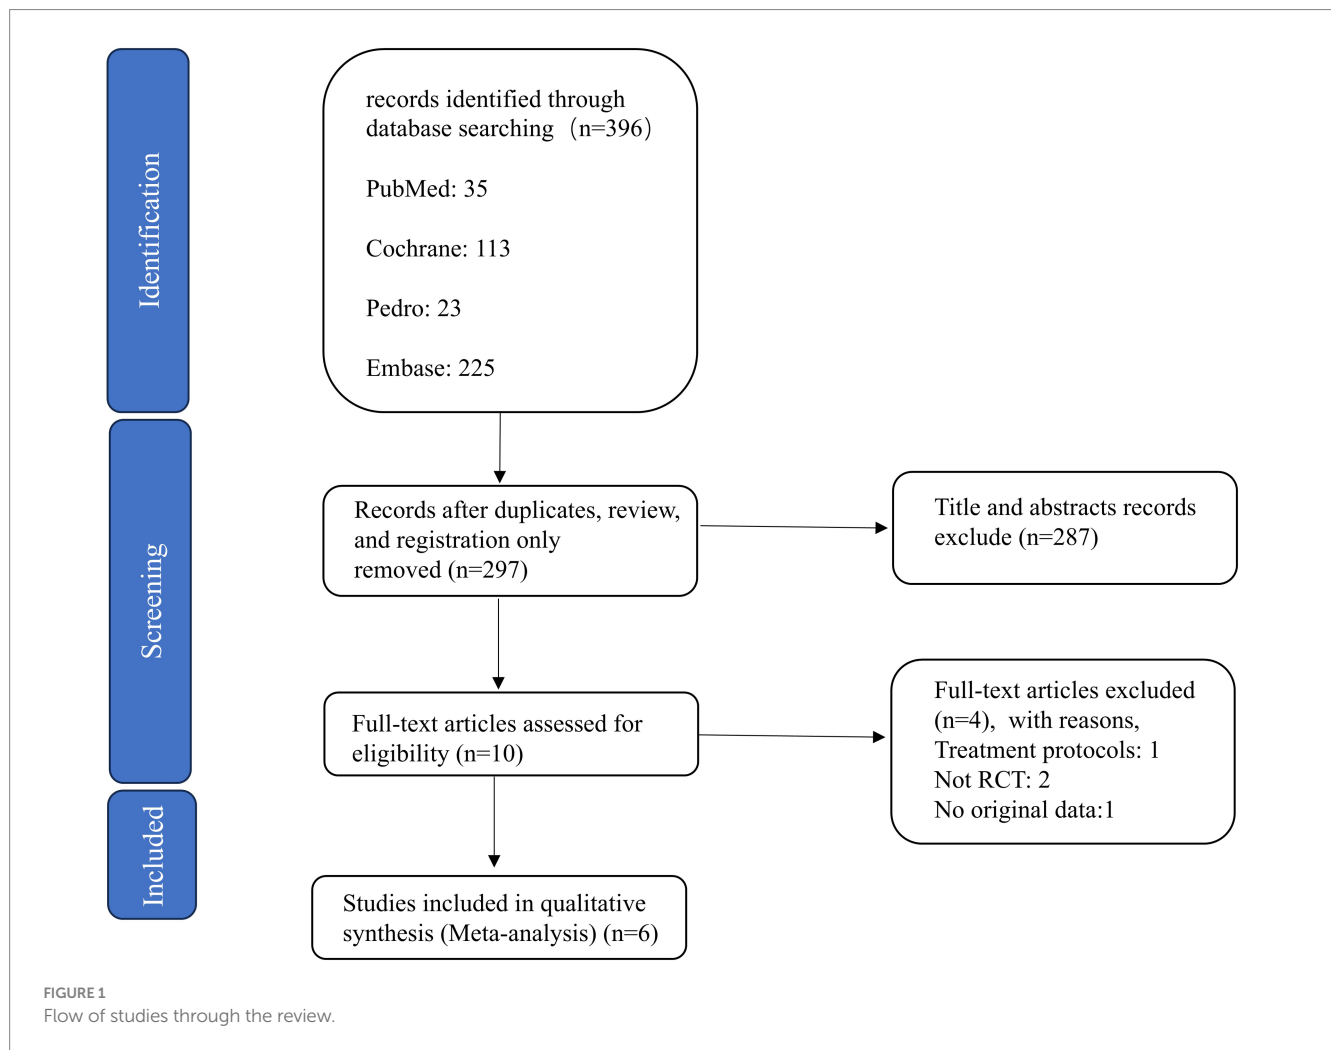 Identification
records identified through
database searching（n=396）
PubMed: 35
Cochrane: 113
Pedro: 23
Embase: 225
Screening
Records after duplicates, review,
and registration only
removed (n=297)
Title and abstracts records
exclude (n=287)
Full-text articles assessed for
eligibility (n=10)
Full-text articles excluded
(n=4),  with reasons,
Treatment protocols: 1
Not RCT: 2
No original data:1
Included
Studies included in qualitative
synthesis (Meta-analysis) (n=6)
FIGURE 1
Flow of studies through the review.